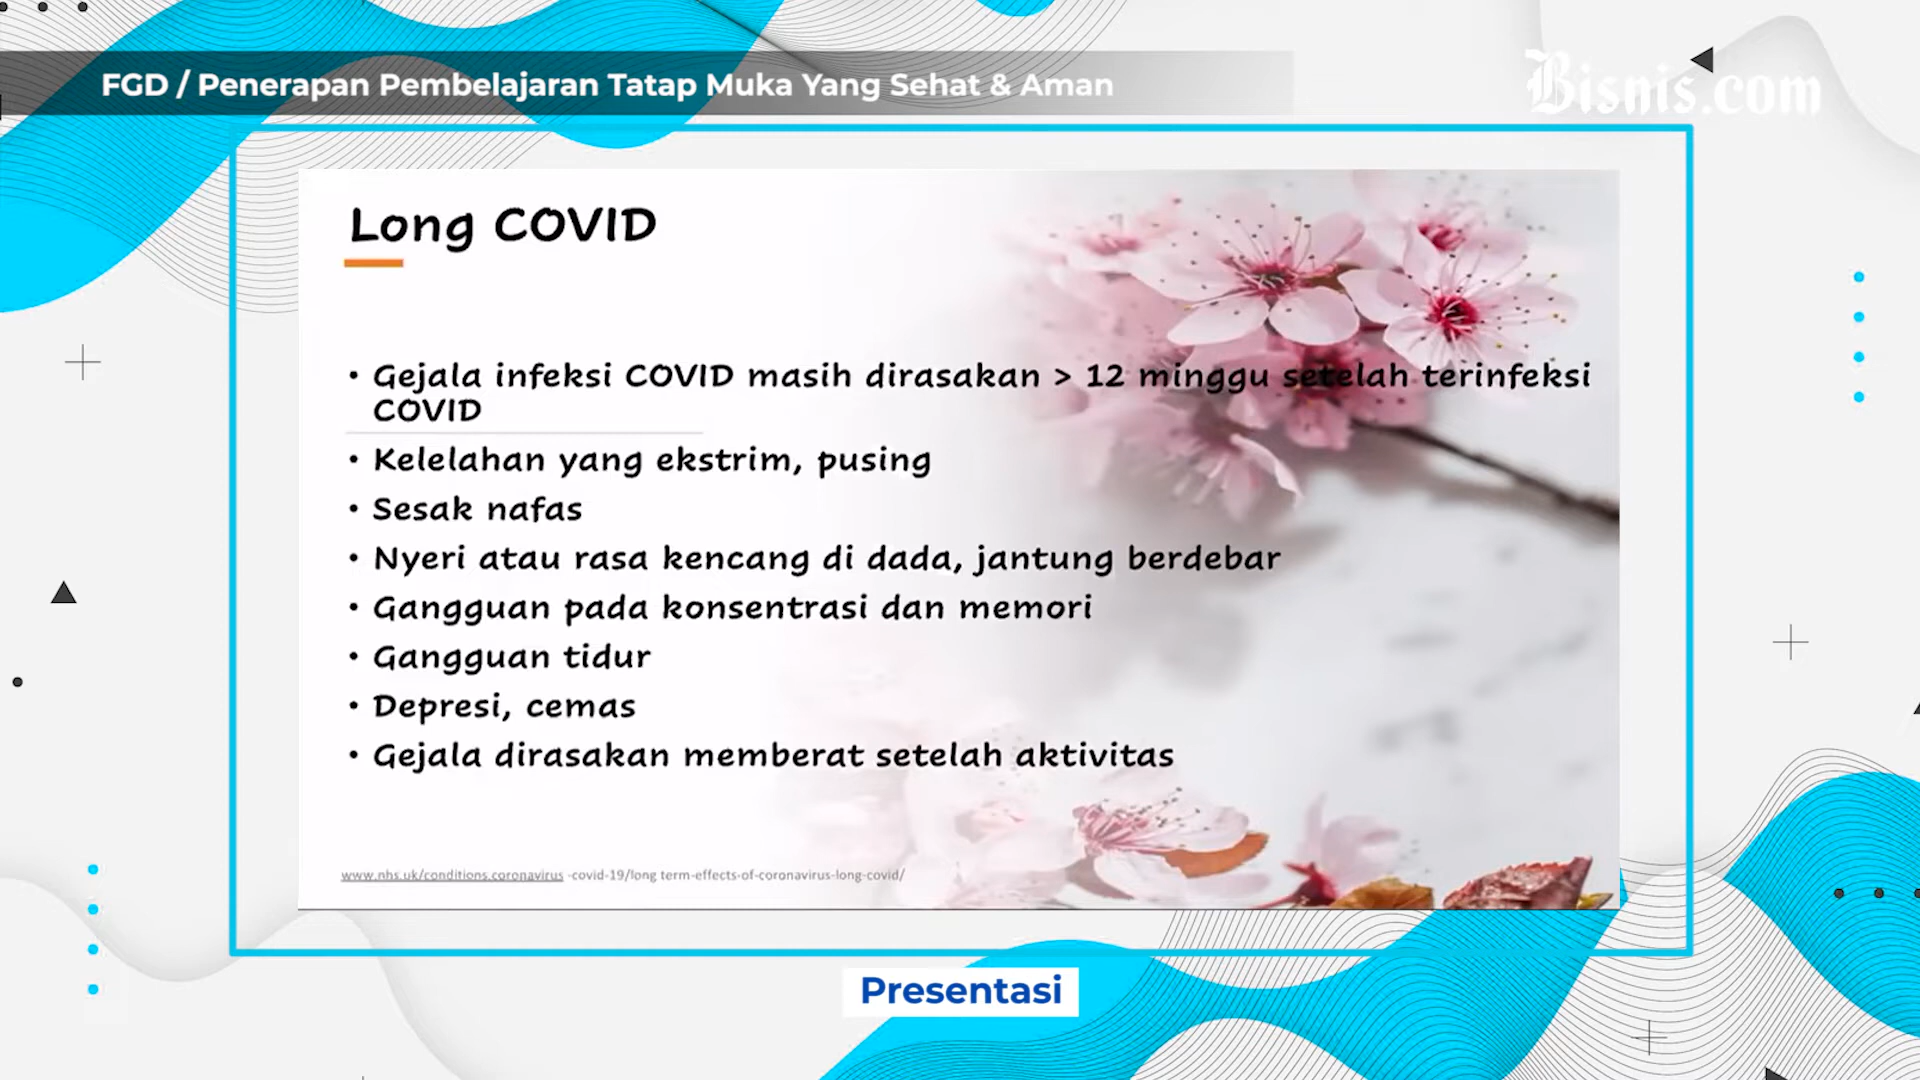 FGD / Penerapan Pembelajaran Tatap Muka Yang Sehat & Aman
Bisnis.com
Long COVID
• Gejala infeksi COVID masih dirasakan > 12 minggu setelah terinfeksi
COVID
• Kelelahan yang ekstrim, pusing
• Sesak nafas
• Nyeri atau rasa kencang di dada, jantung berdebar
• Gangguan pada konsentrasi dan memori
• Gangguan tidur
• Depresi, cemas
• Gejala dirasakan memberat setelah aktivitas
www.nhs.uk/conditions.coronavirus -covid-19/long term-effects-of-coronavirus-long-covid/
Presentasi